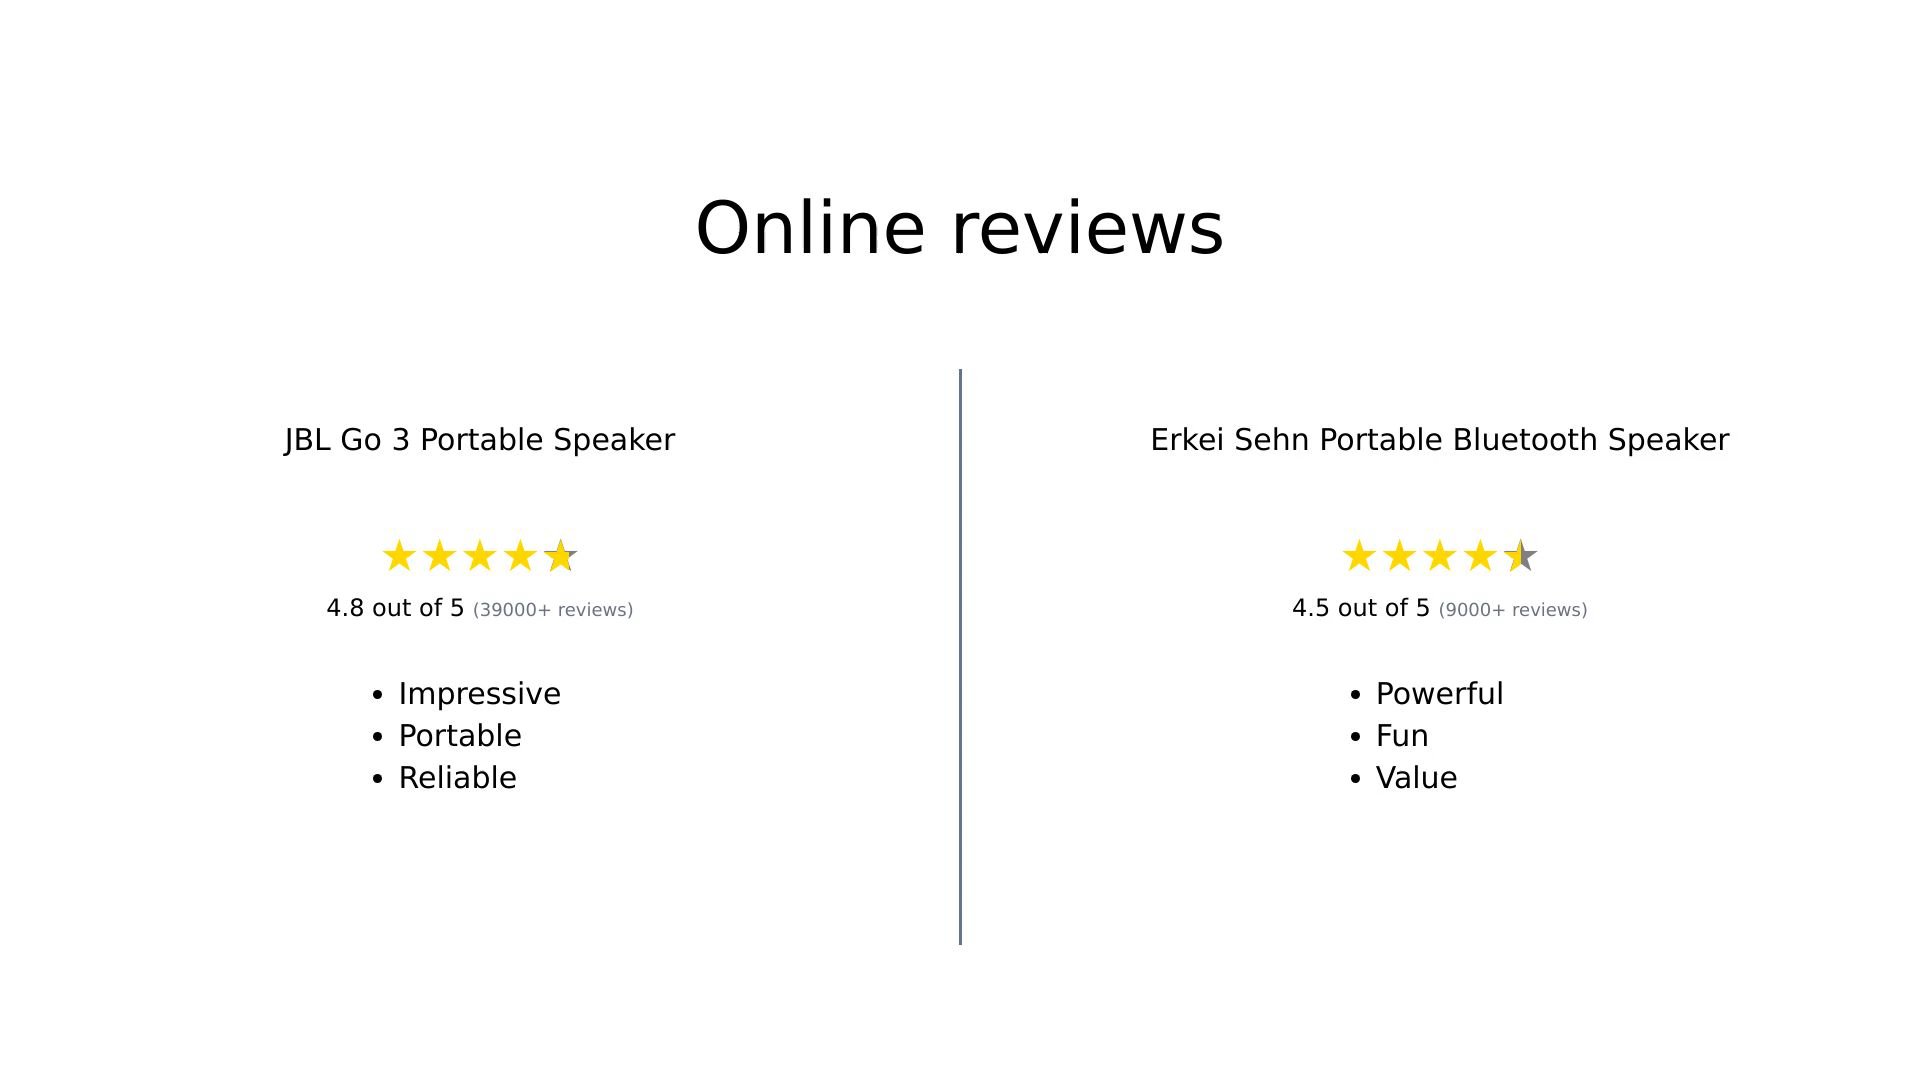 Online reviews
JBL Go 3 Portable Speaker
4.8 out of 5 (39000+ reviews)
• Impressive
• Portable
• Reliable
Erkei Sehn Portable Bluetooth Speaker
4.5 out of 5 (9000+ reviews)
• Powerful
• Fun
• Value